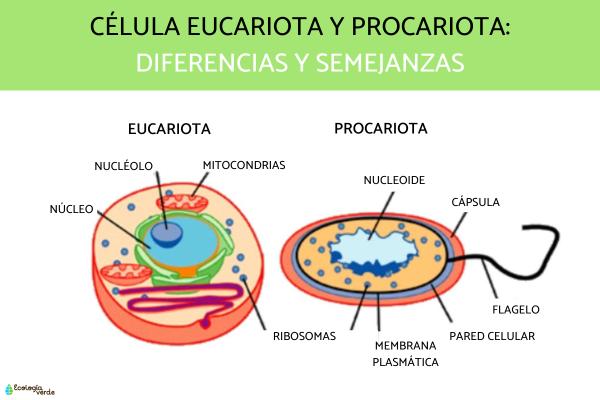 CÉLULA EUCARIOTA Y PROCARIOTA:
DIFERENCIAS Y SEMEJANZAS
EUCARIOTA
PROCARIOTA
NUCLÉOLO
MITOCONDRIAS
NÚCLEO
NUCLEOIDE
CÁPSULA
FLAGELO
RIBOSOMAS
PARED CELULAR
MEMBRANA
PLASMÁTICA
Ecología
verde